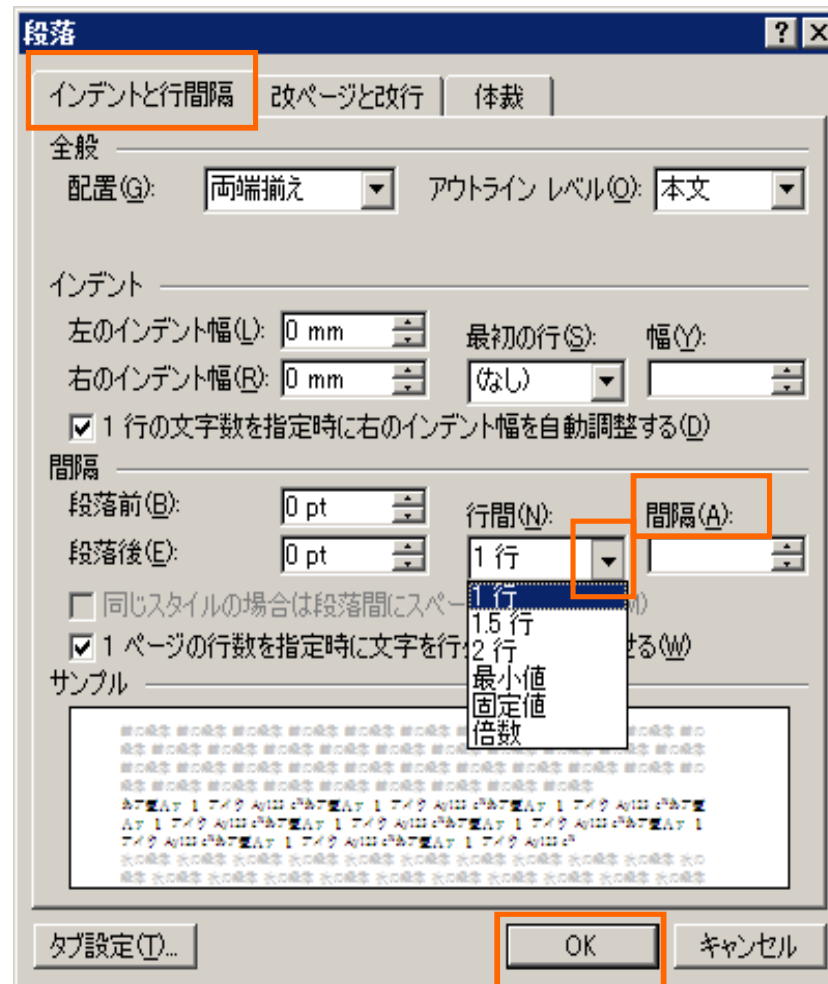 段落
インデントと行間隔 改ページと改行 体裁
全般
配置(G): 両端揃え アウトライン レベル(O): 本文
インデント
左のインデント幅(L): 0 mm 最初の行(S): 幅(Y):
右のインデント幅(R): 0 mm (なし)
1 行の文字数を指定時に右のインデント幅を自動調整する(D)
間隔
段落前(B): 0 pt 行間(N): 間隔(A):
段落後(E): 0 pt 1 行
同じスタイルの場合は段落間にスペー
1 行
1.5 行
1 ページの行数を指定時に文字を行 せる(W)
2 行
最小値
固定値
倍数
サンプル
タブ設定(T)... OK キャンセル